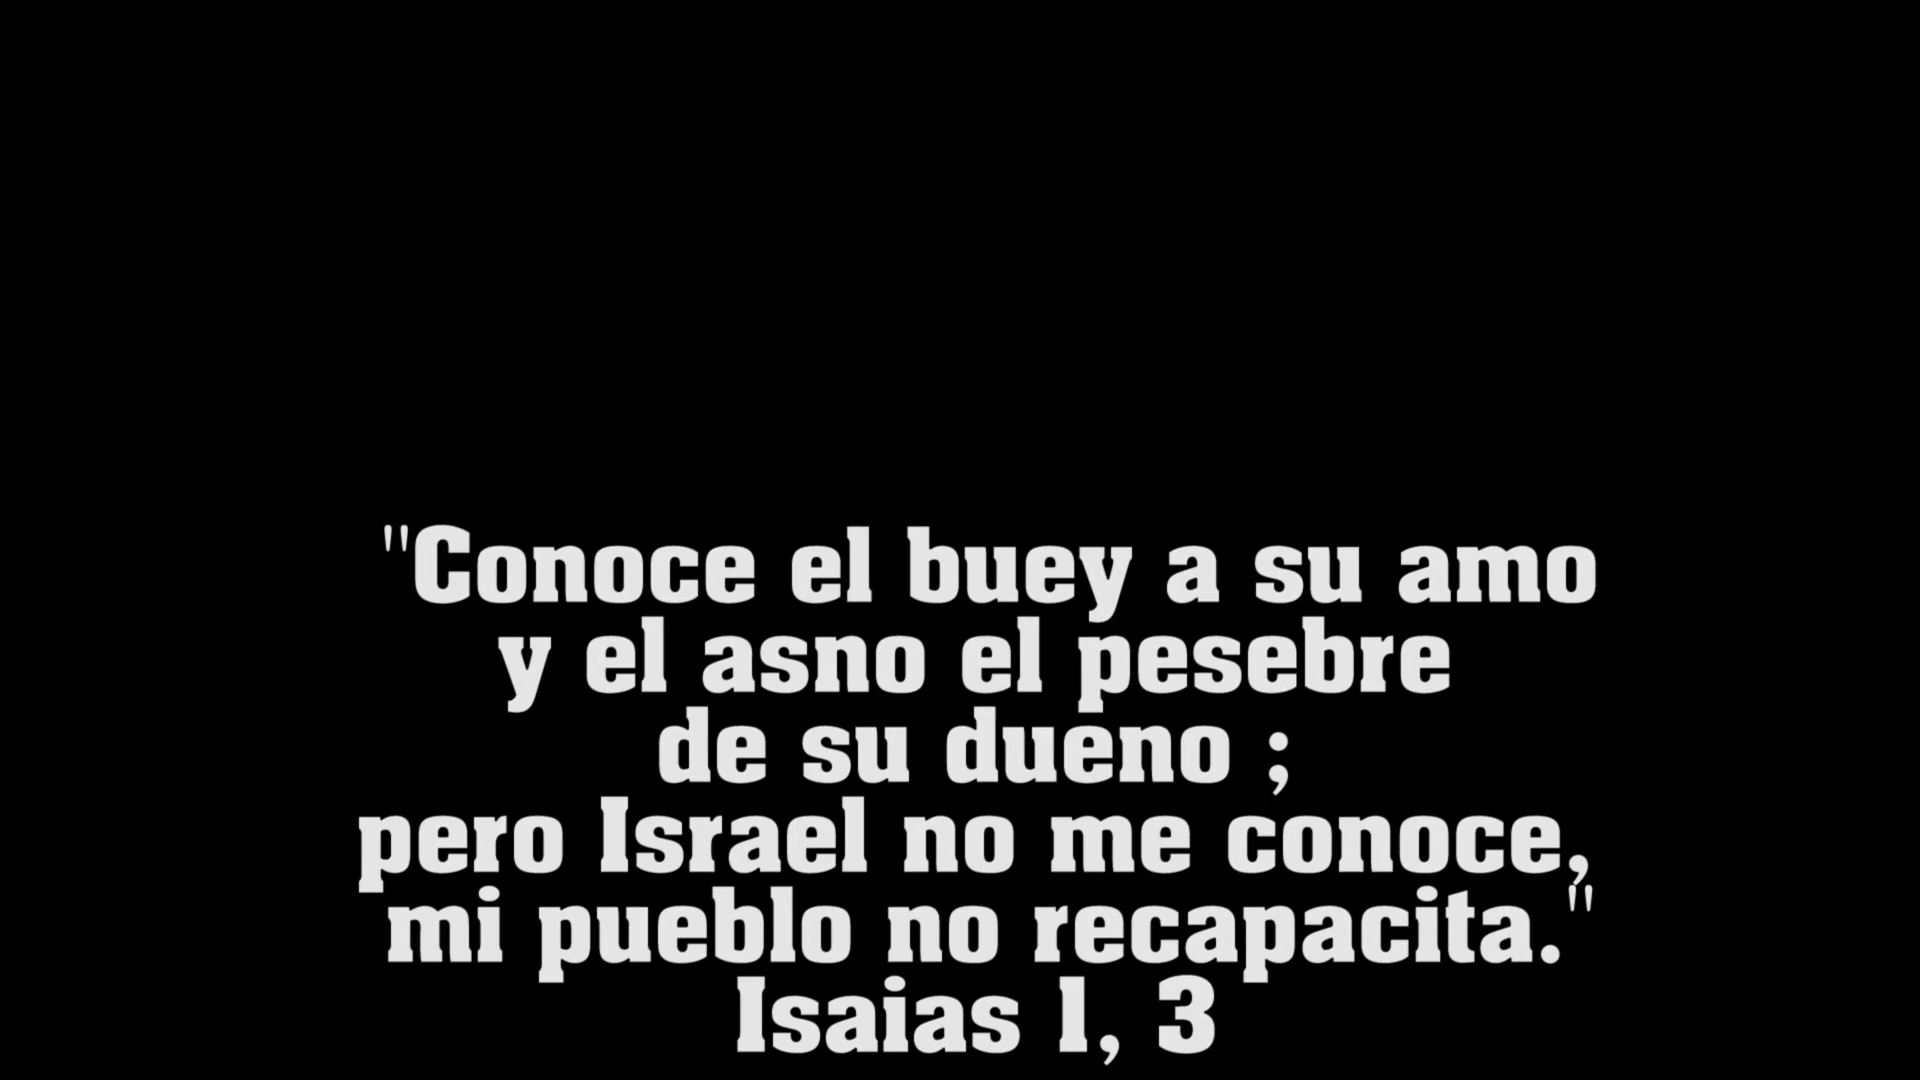 "Conoce el buey a su amo
y el asno el pesebre
de su dueno ;
pero Israel no me conoce,
mi pueblo no recapacita."
Isaias 1, 3